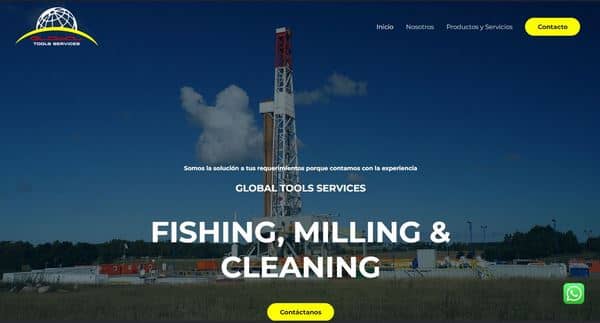 GLOBAL
TOOLS SERVICES
Inicio
Nosotros
Productos y Servicios
Contacto
Somos la solución a tus requerimientos porque contamos con la experiencia
GLOBAL TOOLS SERVICES
FISHING, MILLING &
CLEANING
Contáctanos